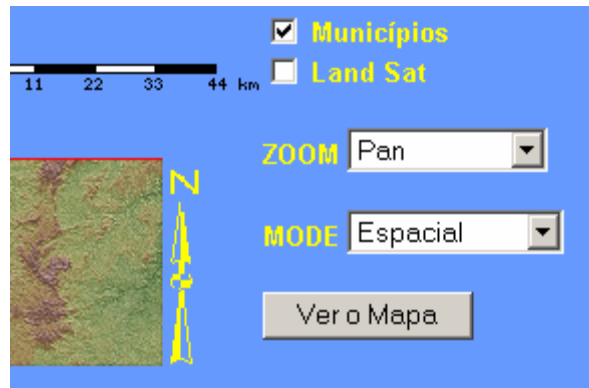 Municípios
Land Sat
11 22 33 44 km
ZOOM Pan
N
MODE Espacial
Ver o Mapa